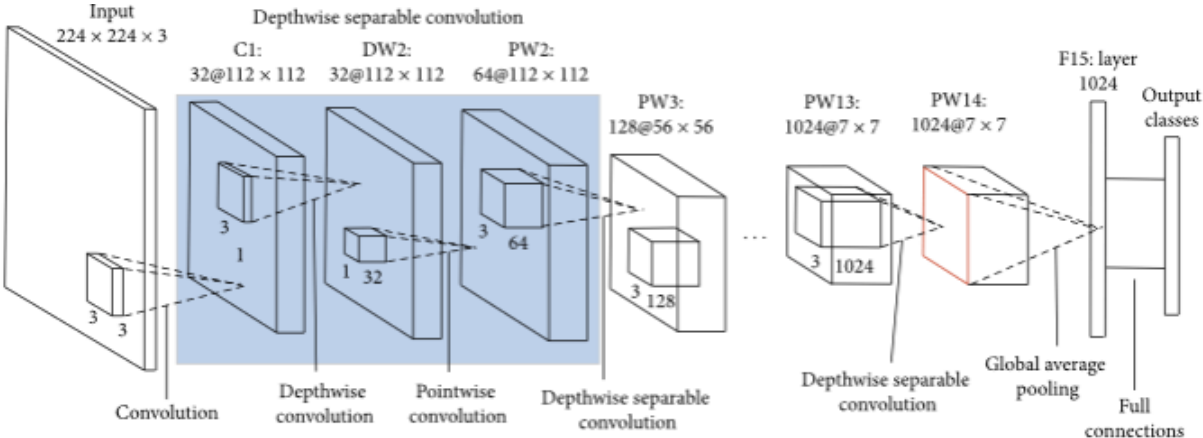 Input
224 × 224 × 3
Depthwise separable convolution
C1:
32@112 × 112
DW2:
32@112 × 112
PW2:
64@112 × 112
PW3:
128@56 × 56
PW13:
1024@7 × 7
PW14:
1024@7 × 7
F15: layer
1024
Output
classes
3
3
3
1
1
32
3
64
3
128
...
3
1024
Convolution
Depthwise
convolution
Pointwise
convolution
Depthwise separable
convolution
Depthwise separable
convolution
Global average
pooling
Full
connections